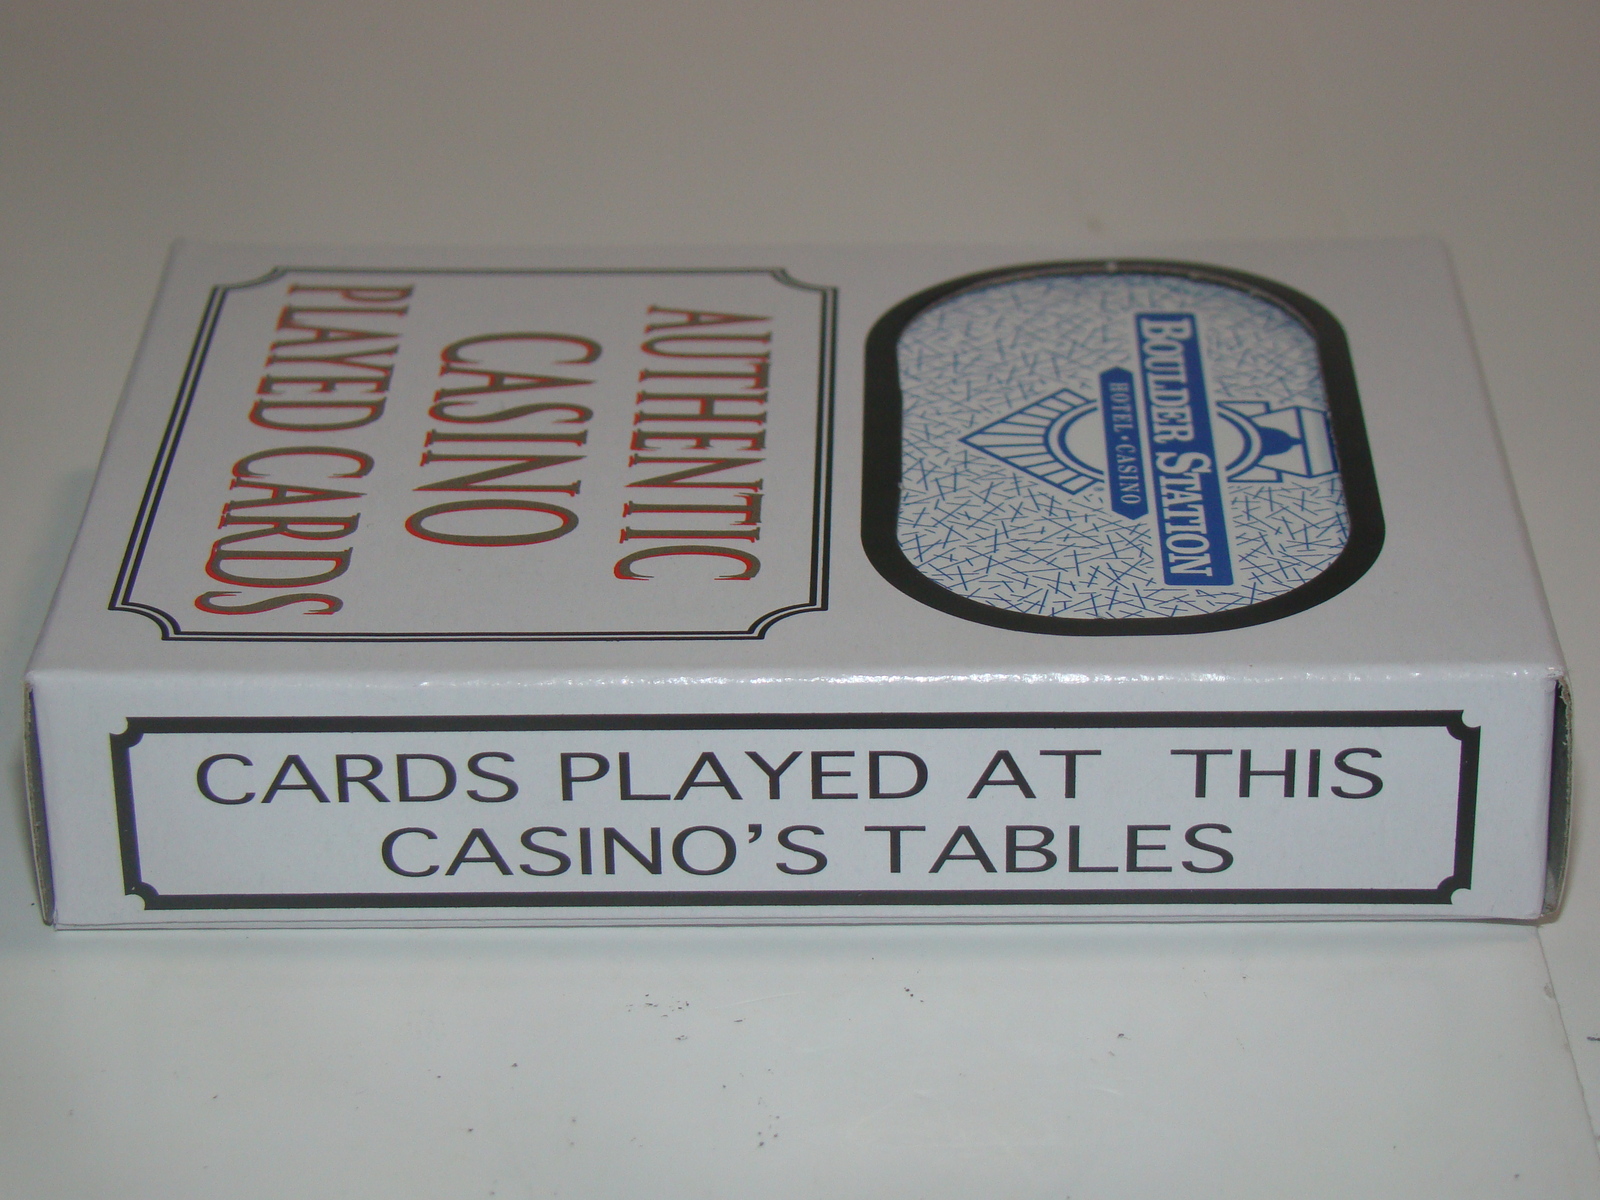 AUTHENTIC
CASINO
PLAYED CARDS
BOULDER STATION
HOTEL · CASINO
CARDS PLAYED AT THIS
CASINO'S TABLES